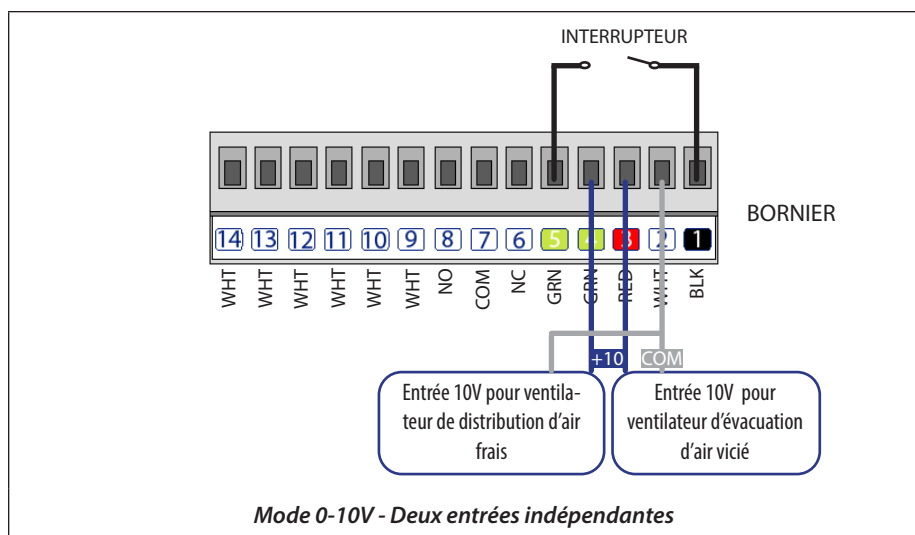 INTERRUPTEUR
BORNIER
14 13 12 11 10 9 8 7 6 5 4 3 2 1
WHT WHT WHT WHT WHT WHT NO COM NC GRN GRN RED WHT BLK
+10 COM
Entrée 10V pour ventila-
teur de distribution d'air
frais
Entrée 10V pour
ventilateur d'évacuation
d'air vicié
Mode 0-10V - Deux entrées indépendantes